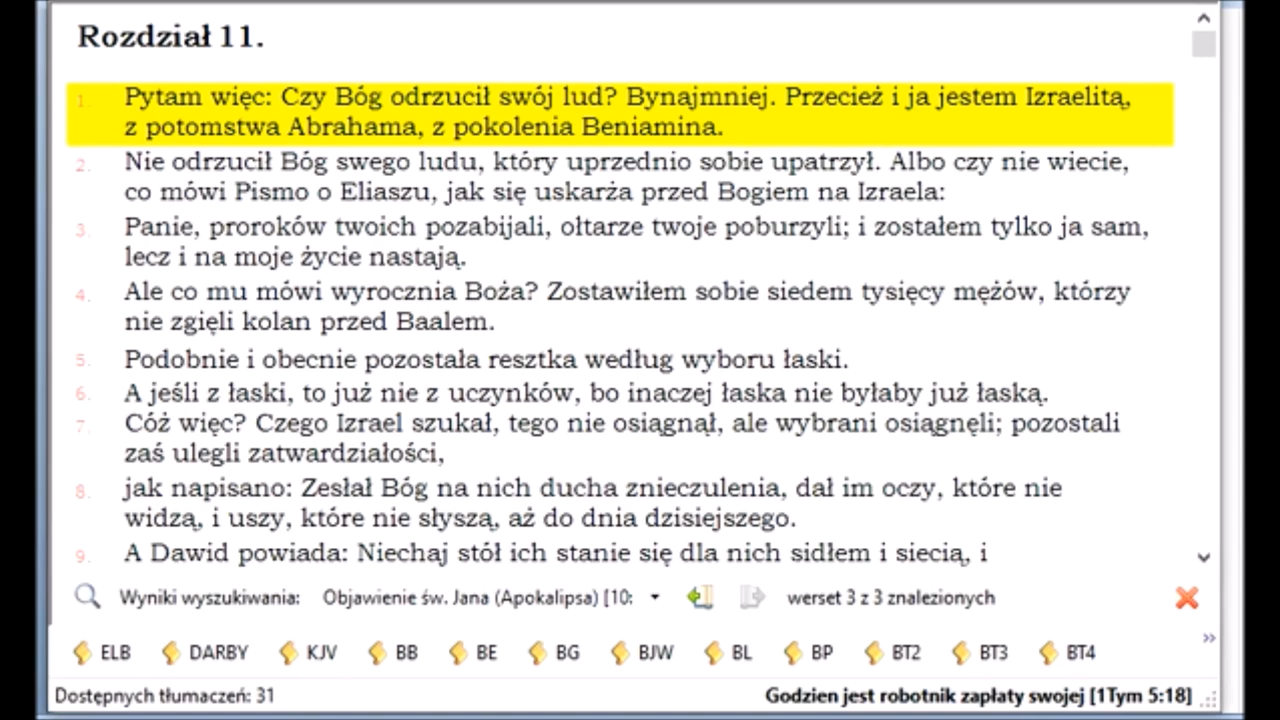 Rozdział 11.
1. Pytam więc: Czy Bóg odrzucił swój lud? Bynajmniej. Przecież i ja jestem Izraelitą,
z potomstwa Abrahama, z pokolenia Beniamina.
2. Nie odrzucił Bóg swego ludu, który uprzednio sobie upatrzył. Albo czy nie wiecie,
co mówi Pismo o Eliaszu, jak się uskarża przed Bogiem na Izraela:
3. Panie, proroków twoich pozabijali, ołtarze twoje poburzyli; i zostałem tylko ja sam,
lecz i na moje życie nastają.
4. Ale co mu mówi wyrocznia Boża? Zostawiłem sobie siedem tysięcy mężów, którzy
nie zgięli kolan przed Baalem.
5. Podobnie i obecnie pozostała resztka według wyboru łaski.
6. A jeśli z łaski, to już nie z uczynków, bo inaczej łaska nie byłaby już łaską.
7. Cóż więc? Czego Izrael szukał, tego nie osiągnął, ale wybrani osiągnęli; pozostali
zaś ulegli zatwardziałości,
8. jak napisano: Zesłał Bóg na nich ducha znieczulenia, dał im oczy, które nie
widzą, i uszy, które nie słyszą, aż do dnia dzisiejszego.
9. A Dawid powiada: Niechaj stół ich stanie się dla nich sidłem i siecią, i
Wyniki wyszukiwania: Objawienie św. Jana (Apokalipsa) [10: werset 3 z 3 znalezionych
ELB DARBY KJV BB BE BG BJW BL BP BT2 BT3 BT4 »
Dostępnych tłumaczeń: 31 Godzien jest robotnik zapłaty swojej [1Tym 5:18]